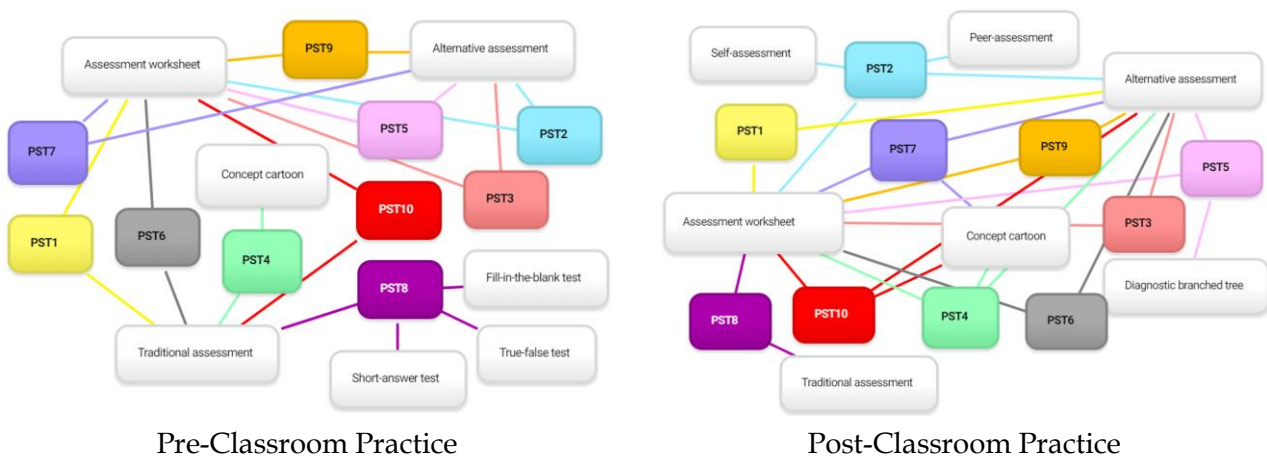 PST9
Assessment worksheet
Alternative assessment
PST7
PST5
PST2
Concept cartoon
PST3
PST10
PST1
PST6
PST4
PST8
Fill-in-the-blank test
Traditional assessment
True-false test
Short-answer test
Pre-Classroom Practice
Peer-assessment
Self-assessment
PST2
Alternative assessment
PST1
PST7
PST9
PST5
Assessment worksheet
Concept cartoon
PST3
Diagnostic branched tree
PST8
PST10
PST4
PST6
Traditional assessment
Post-Classroom Practice